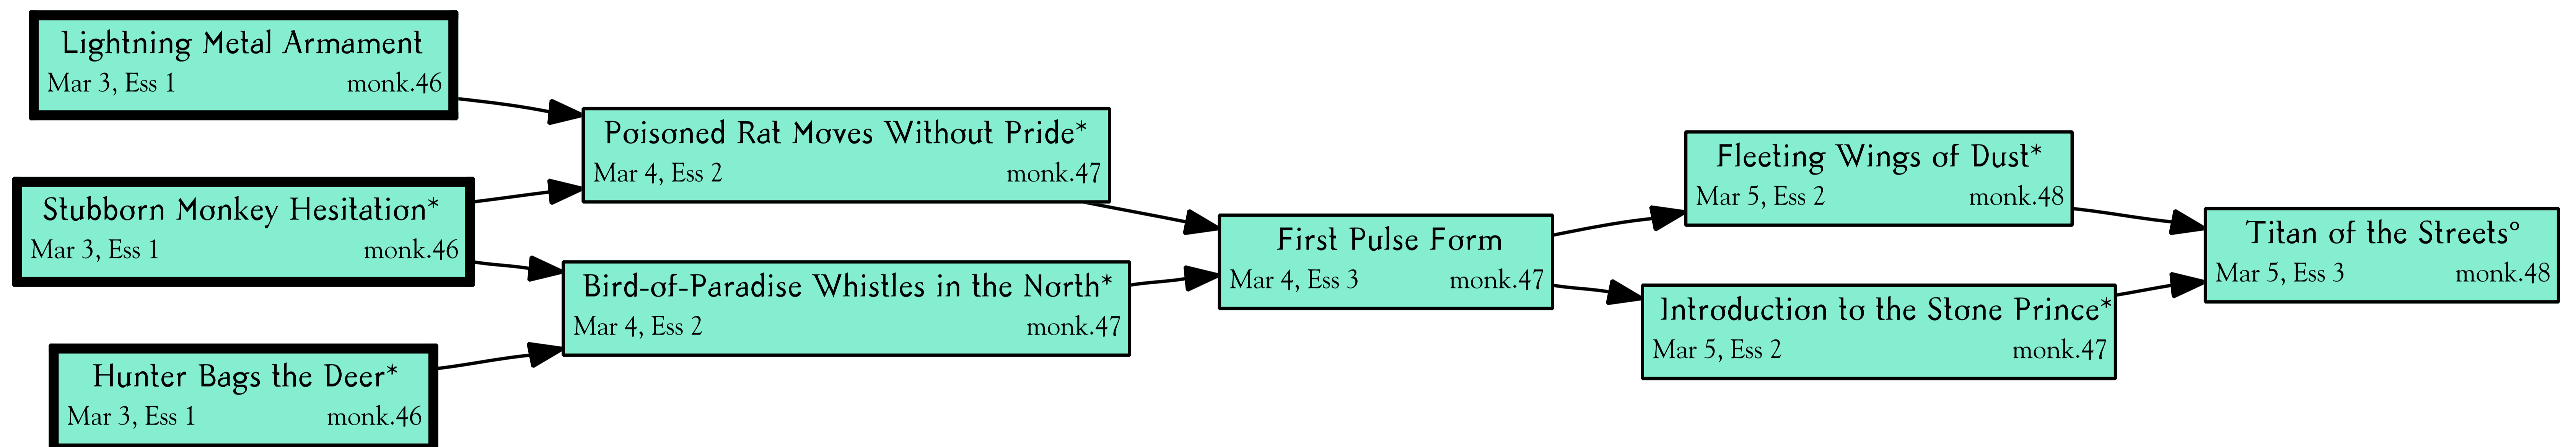 Lightning Metal Armament
Mar 3, Ess 1 monk.46
Stubborn Monkey Hesitation*
Mar 3, Ess 1 monk.46
Hunter Bags the Deer*
Mar 3, Ess 1 monk.46
Poisoned Rat Moves Without Pride*
Mar 4, Ess 2 monk.47
Bird-of-Paradise Whistles in the North*
Mar 4, Ess 2 monk.47
First Pulse Form
Mar 4, Ess 3 monk.47
Fleeting Wings of Dust*
Mar 5, Ess 2 monk.48
Introduction to the Stone Prince*
Mar 5, Ess 2 monk.47
Titan of the Streets°
Mar 5, Ess 3 monk.48